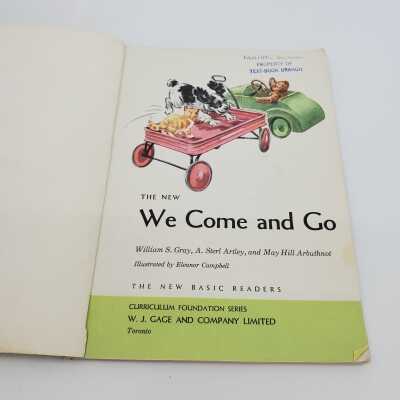 PROPERTY OF
TEXT-BOOK BRANCH
THE NEW
We Come and Go
William S. Gray, A. Sterl Artley, and May Hill Arbuthnot
Illustrated by Eleanor Campbell
THE NEW BASIC READERS
CURRICULUM FOUNDATION SERIES
W. J. GAGE AND COMPANY LIMITED
Toronto